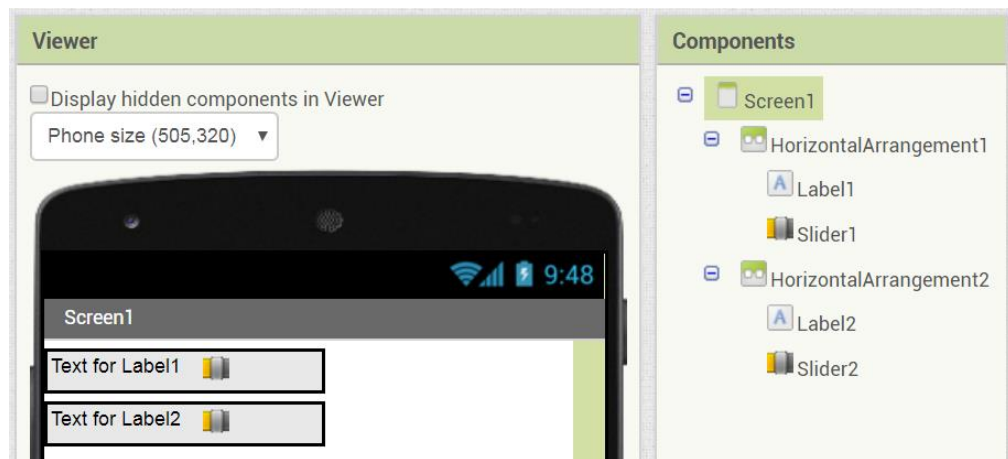 Viewer
Display hidden components in Viewer
Phone size (505,320)
9:48
Screen1
Text for Label1
Text for Label2
Components
Screen1
HorizontalArrangement1
A Label1
Slider1
HorizontalArrangement2
A Label2
Slider2